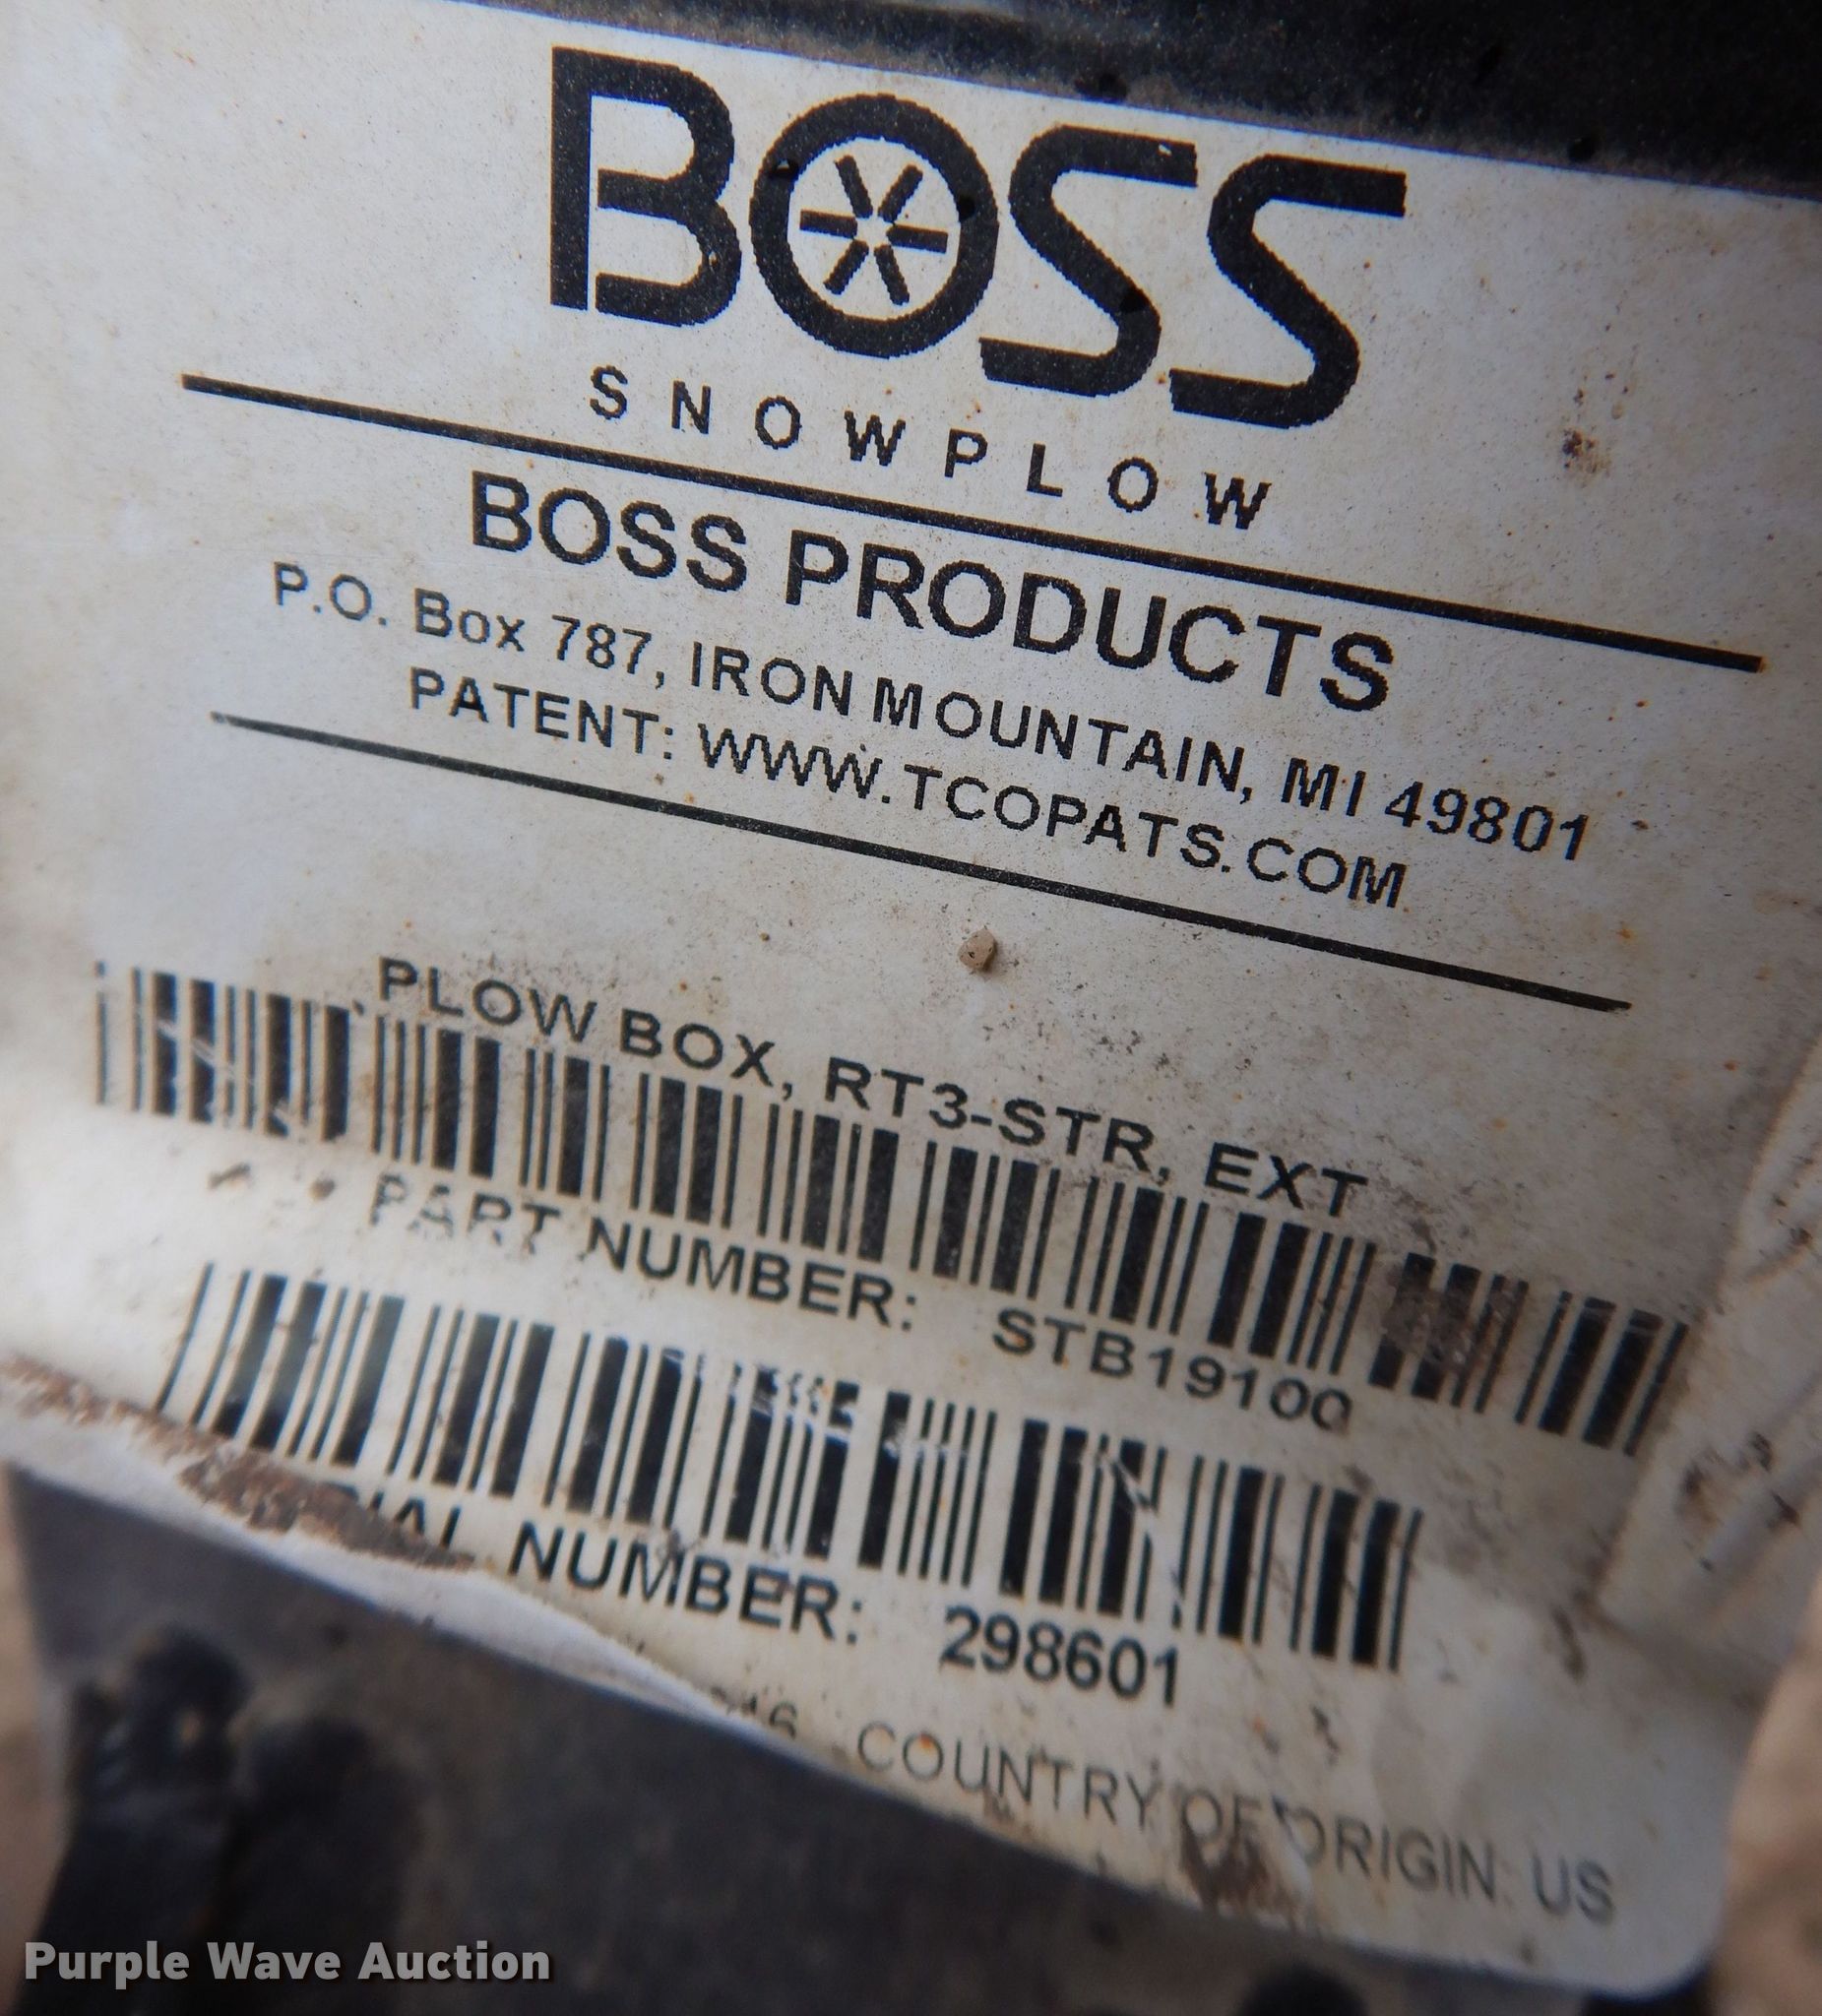 BOSS
SNOWPLOW
BOSS PRODUCTS
P.O. Box 787, IRON MOUNTAIN, MI 49801
PATENT: WWW.TCOPATS.COM
PLOW BOX, RT3-STR, EXT
PART NUMBER: STB19100
NUMBER: 298601
COUNTRY OF ORIGIN: US
Purple Wave Auction